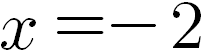 x = − 2